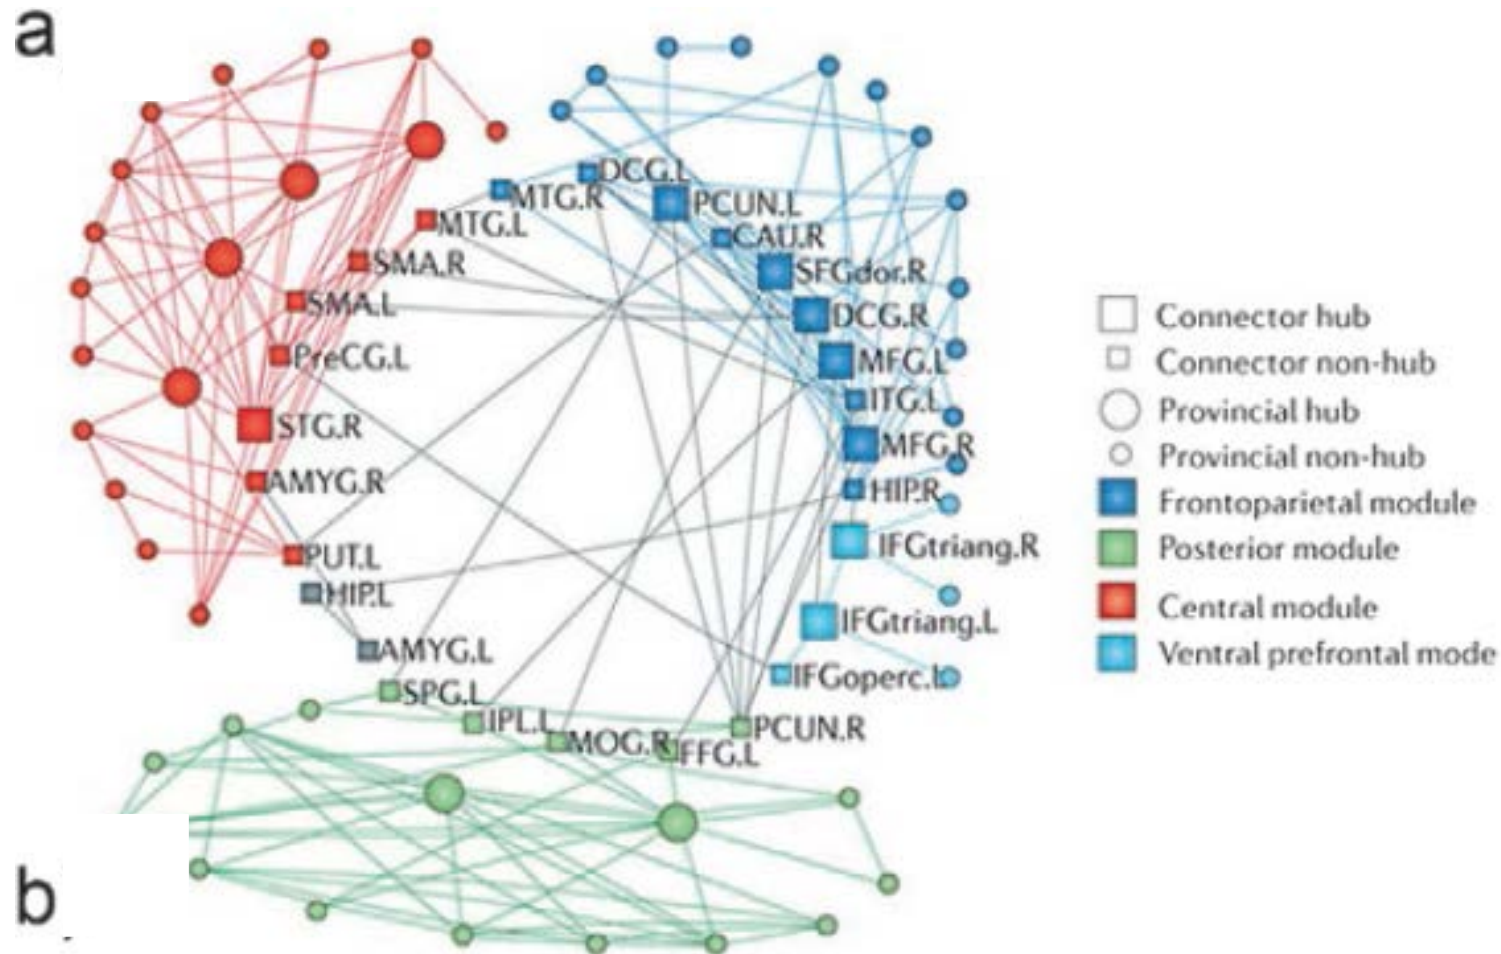 a
DCG.L
MTG.R
PCUN.L
MTG.L
CAU.R
SMA.R
SFGdor.R
SMA.L
DCG.R
PreCG.L
MFG.L
ITG.L
STG.R
MFG.R
AMYG.R
HIP.R
PUT.L
IFGtriang.R
HIP.L
IFGtriang.L
AMYG.L
IFGoperc.L
SPG.L
IPL.L
PCUN.R
MOG.R
FFG.L
Connector hub
Connector non-hub
Provincial hub
Provincial non-hub
Frontoparietal module
Posterior module
Central module
Ventral prefrontal mode
b